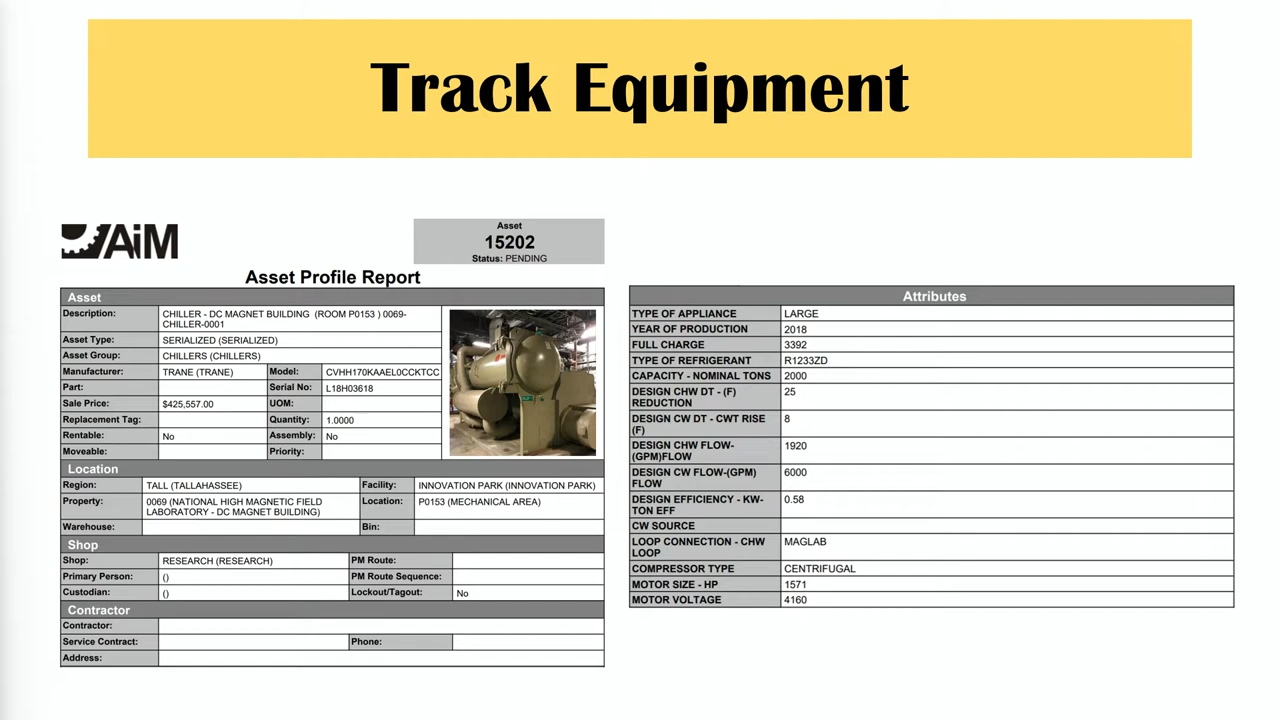 Track Equipment
AiM
Asset
15202
Status: PENDING
Asset Profile Report
Asset
Description: CHILLER - DC MAGNET BUILDING (ROOM P0153 ) 0069-
CHILLER-0001
Asset Type: SERIALIZED (SERIALIZED)
Asset Group: CHILLERS (CHILLERS)
Manufacturer: TRANE (TRANE) Model: CVHH170KAAEL0CCKTCC
Part: Serial No: L18H03618
Sale Price: $425,557.00 UOM:
Replacement Tag: Quantity: 1.0000
Rentable: No Assembly: No
Moveable: Priority:
Location
Region: TALL (TALLAHASSEE) Facility: INNOVATION PARK (INNOVATION PARK)
Property: 0069 (NATIONAL HIGH MAGNETIC FIELD Location: P0153 (MECHANICAL AREA)
LABORATORY - DC MAGNET BUILDING)
Warehouse: Bin:
Shop
Shop: RESEARCH (RESEARCH) PM Route:
Primary Person: () PM Route Sequence:
Custodian: () Lockout/Tagout: No
Contractor
Contractor:
Service Contract: Phone:
Address:
Attributes
TYPE OF APPLIANCE LARGE
YEAR OF PRODUCTION 2018
FULL CHARGE 3392
TYPE OF REFRIGERANT R1233ZD
CAPACITY - NOMINAL TONS 2000
DESIGN CHW DT - (F) 25
REDUCTION
DESIGN CW DT - CWT RISE 8
(F)
DESIGN CHW FLOW- 1920
(GPM)FLOW
DESIGN CW FLOW-(GPM) 6000
FLOW
DESIGN EFFICIENCY - KW- 0.58
TON EFF
CW SOURCE
LOOP CONNECTION - CHW MAGLAB
LOOP
COMPRESSOR TYPE CENTRIFUGAL
MOTOR SIZE - HP 1571
MOTOR VOLTAGE 4160